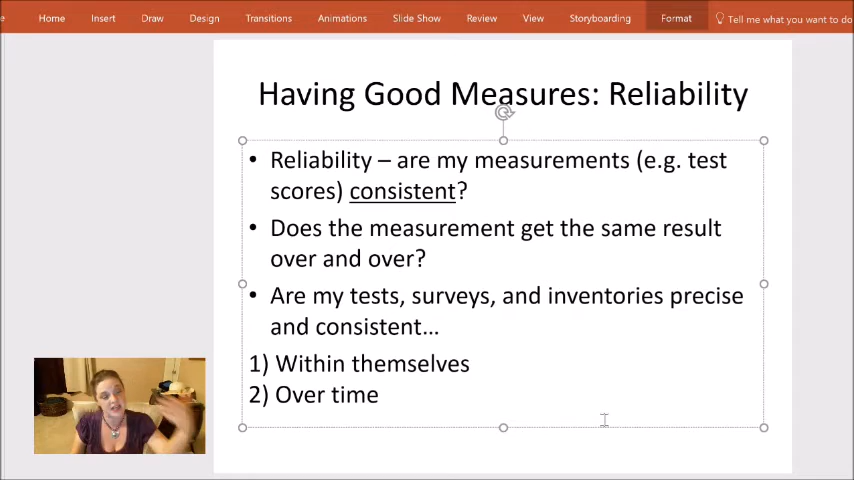 e Home Insert Draw Design Transitions Animations Slide Show Review View Storyboarding Format Tell me what you want to do
Having Good Measures: Reliability
• Reliability – are my measurements (e.g. test
scores) consistent?
• Does the measurement get the same result
over and over?
• Are my tests, surveys, and inventories precise
and consistent...
1) Within themselves
2) Over time